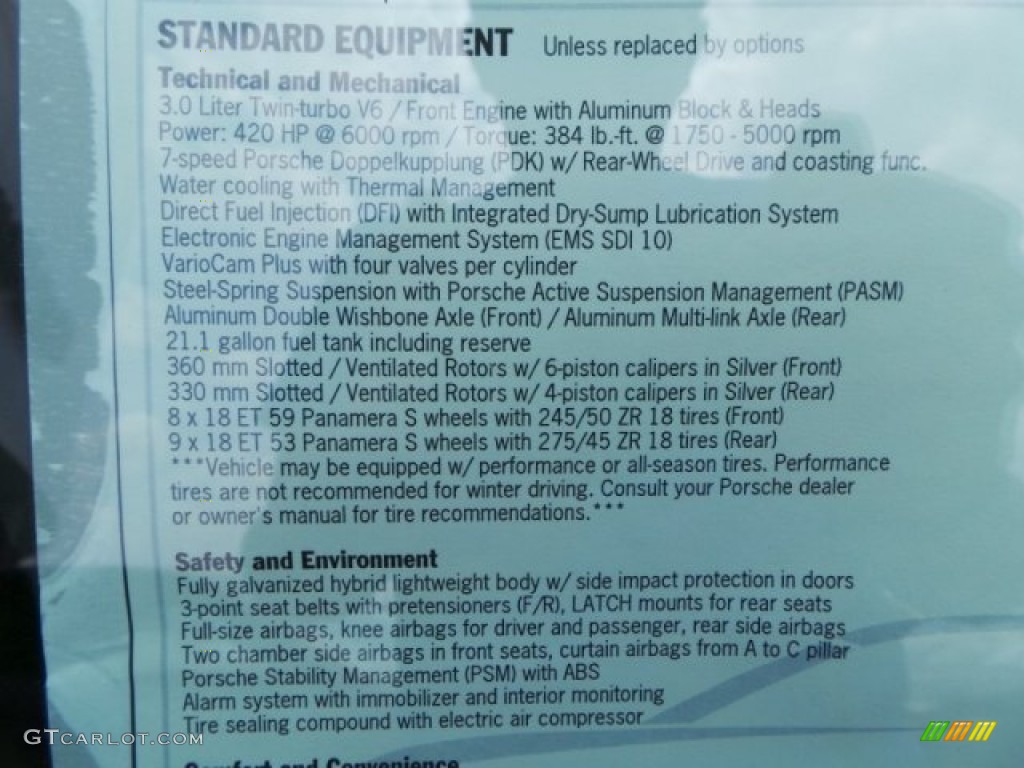 STANDARD EQUIPMENT Unless replaced by options
Technical and Mechanical
3.0 Liter Twin-turbo V6 / Front Engine with Aluminum Block & Heads
Power: 420 HP @ 6000 rpm / Torque: 384 lb.-ft. @ 1750 - 5000 rpm
7-speed Porsche Doppelkupplung (PDK) w/ Rear-Wheel Drive and coasting func.
Water cooling with Thermal Management
Direct Fuel Injection (DFI) with Integrated Dry-Sump Lubrication System
Electronic Engine Management System (EMS SDI 10)
VarioCam Plus with four valves per cylinder
Steel-Spring Suspension with Porsche Active Suspension Management (PASM)
Aluminum Double Wishbone Axle (Front) / Aluminum Multi-link Axle (Rear)
21.1 gallon fuel tank including reserve
360 mm Slotted / Ventilated Rotors w/ 6-piston calipers in Silver (Front)
330 mm Slotted / Ventilated Rotors w/ 4-piston calipers in Silver (Rear)
8 x 18 ET 59 Panamera S wheels with 245/50 ZR 18 tires (Front)
9 x 18 ET 53 Panamera S wheels with 275/45 ZR 18 tires (Rear)
***Vehicle may be equipped w/ performance or all-season tires. Performance
tires are not recommended for winter driving. Consult your Porsche dealer
or owner's manual for tire recommendations.***
Safety and Environment
Fully galvanized hybrid lightweight body w/ side impact protection in doors
3-point seat belts with pretensioners (F/R), LATCH mounts for rear seats
Full-size airbags, knee airbags for driver and passenger, rear side airbags
Two chamber side airbags in front seats, curtain airbags from A to C pillar
Porsche Stability Management (PSM) with ABS
Alarm system with immobilizer and interior monitoring
Tire sealing compound with electric air compressor
Comfort and Convenience
GTCARLOT.COM